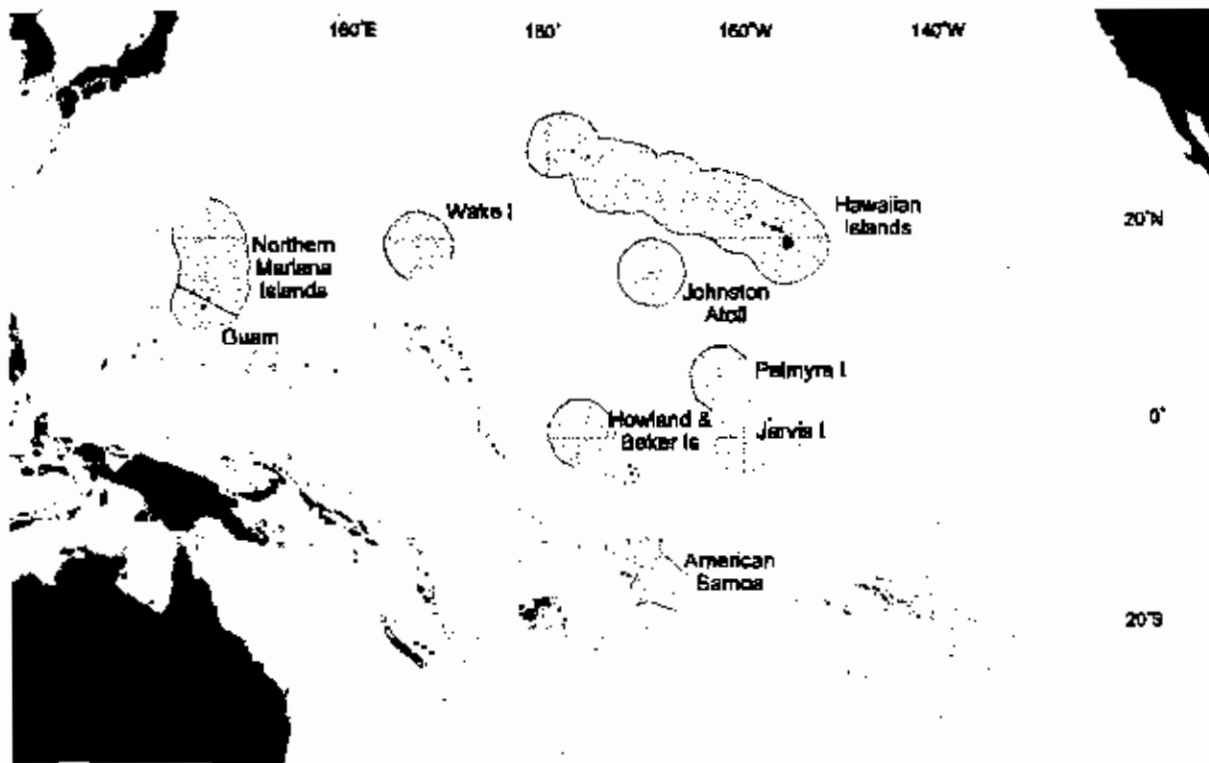 160°E 180° 160°W 140°W
Wake I
Hawaiian
Islands
20°N
Northern
Mariana
Islands
Johnston
Atoll
Guam
Palmyra I.
Howland &
Baker Is
Jarvis I.
0°
American
Samoa
20°S